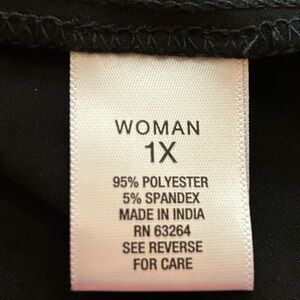 WOMAN
1X
95% POLYESTER
5% SPANDEX
MADE IN INDIA
RN 63264
SEE REVERSE
FOR CARE